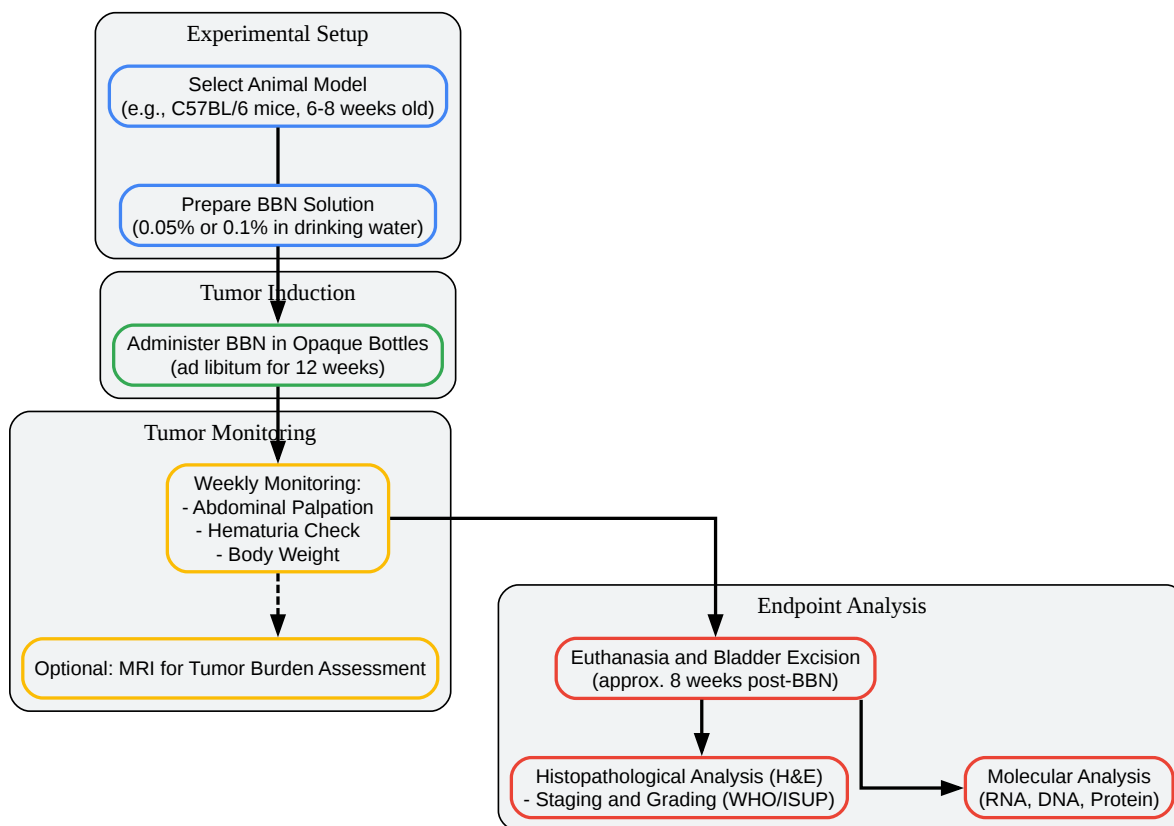 Experimental Setup
Select Animal Model
(e.g., C57BL/6 mice, 6-8 weeks old)
Prepare BBN Solution
(0.05% or 0.1% in drinking water)
Tumor Induction
Administer BBN in Opaque Bottles
(ad libitum for 12 weeks)
Tumor Monitoring
Weekly Monitoring:
- Abdominal Palpation
- Hematuria Check
- Body Weight
Optional: MRI for Tumor Burden Assessment
Endpoint Analysis
Euthanasia and Bladder Excision
(approx. 8 weeks post-BBN)
Histopathological Analysis (H&E)
- Staging and Grading (WHO/ISUP)
Molecular Analysis
(RNA, DNA, Protein)